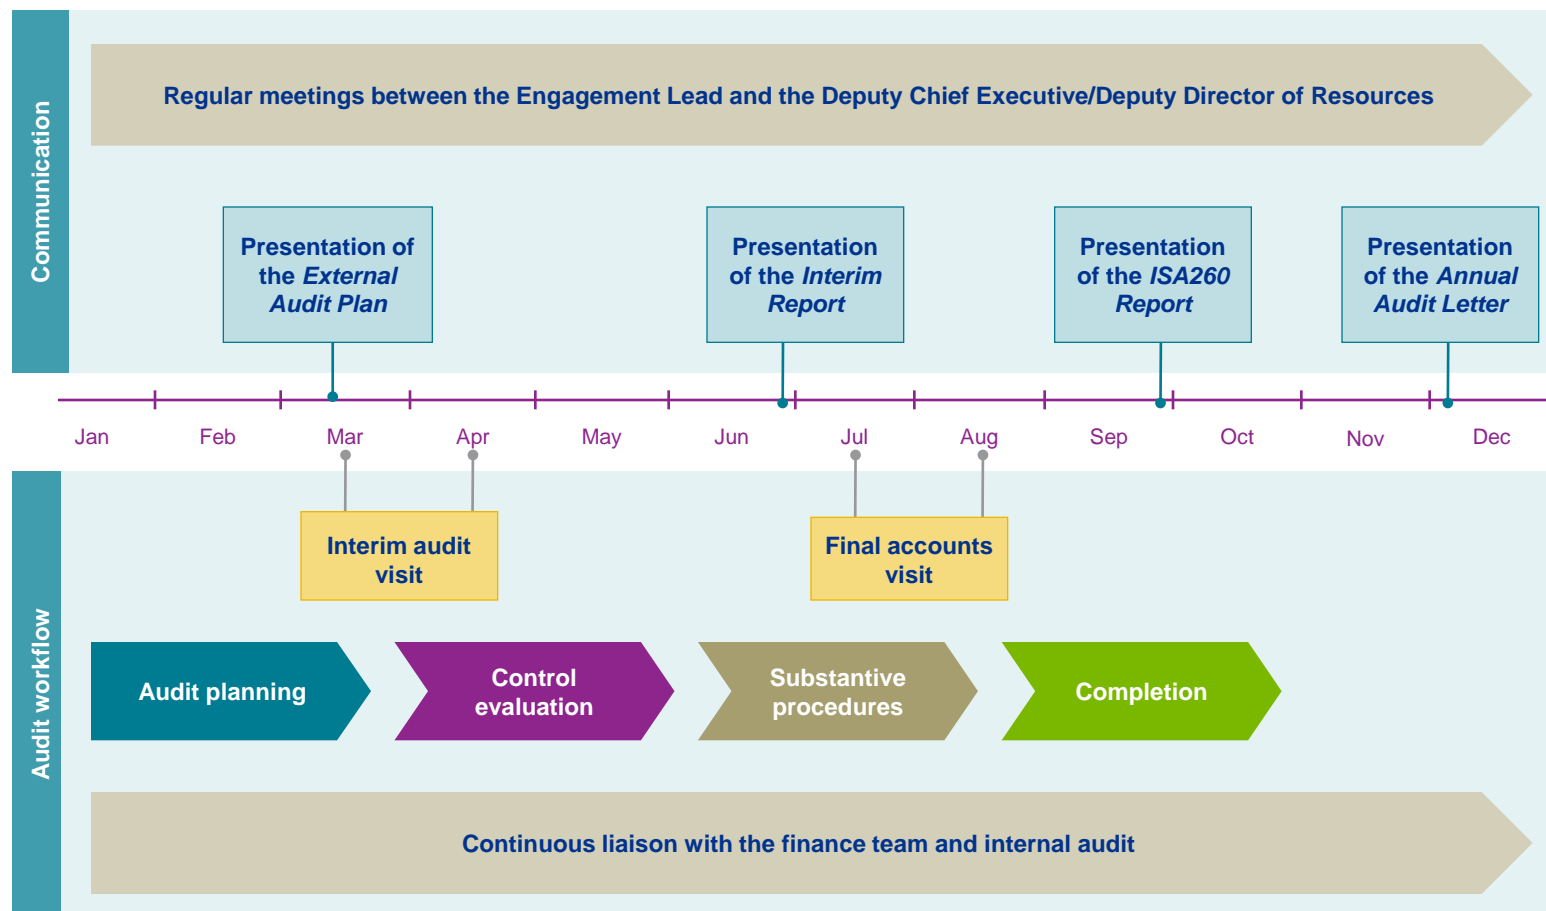 Communication
Regular meetings between the Engagement Lead and the Deputy Chief Executive/Deputy Director of Resources
Presentation of
the External
Audit Plan
Presentation
of the Interim
Report
Presentation
of the ISA260
Report
Presentation
of the Annual
Audit Letter
Jan Feb Mar Apr May Jun Jul Aug Sep Oct Nov Dec
Audit workflow
Interim audit
visit
Final accounts
visit
Audit planning
Control
evaluation
Substantive
procedures
Completion
Continuous liaison with the finance team and internal audit